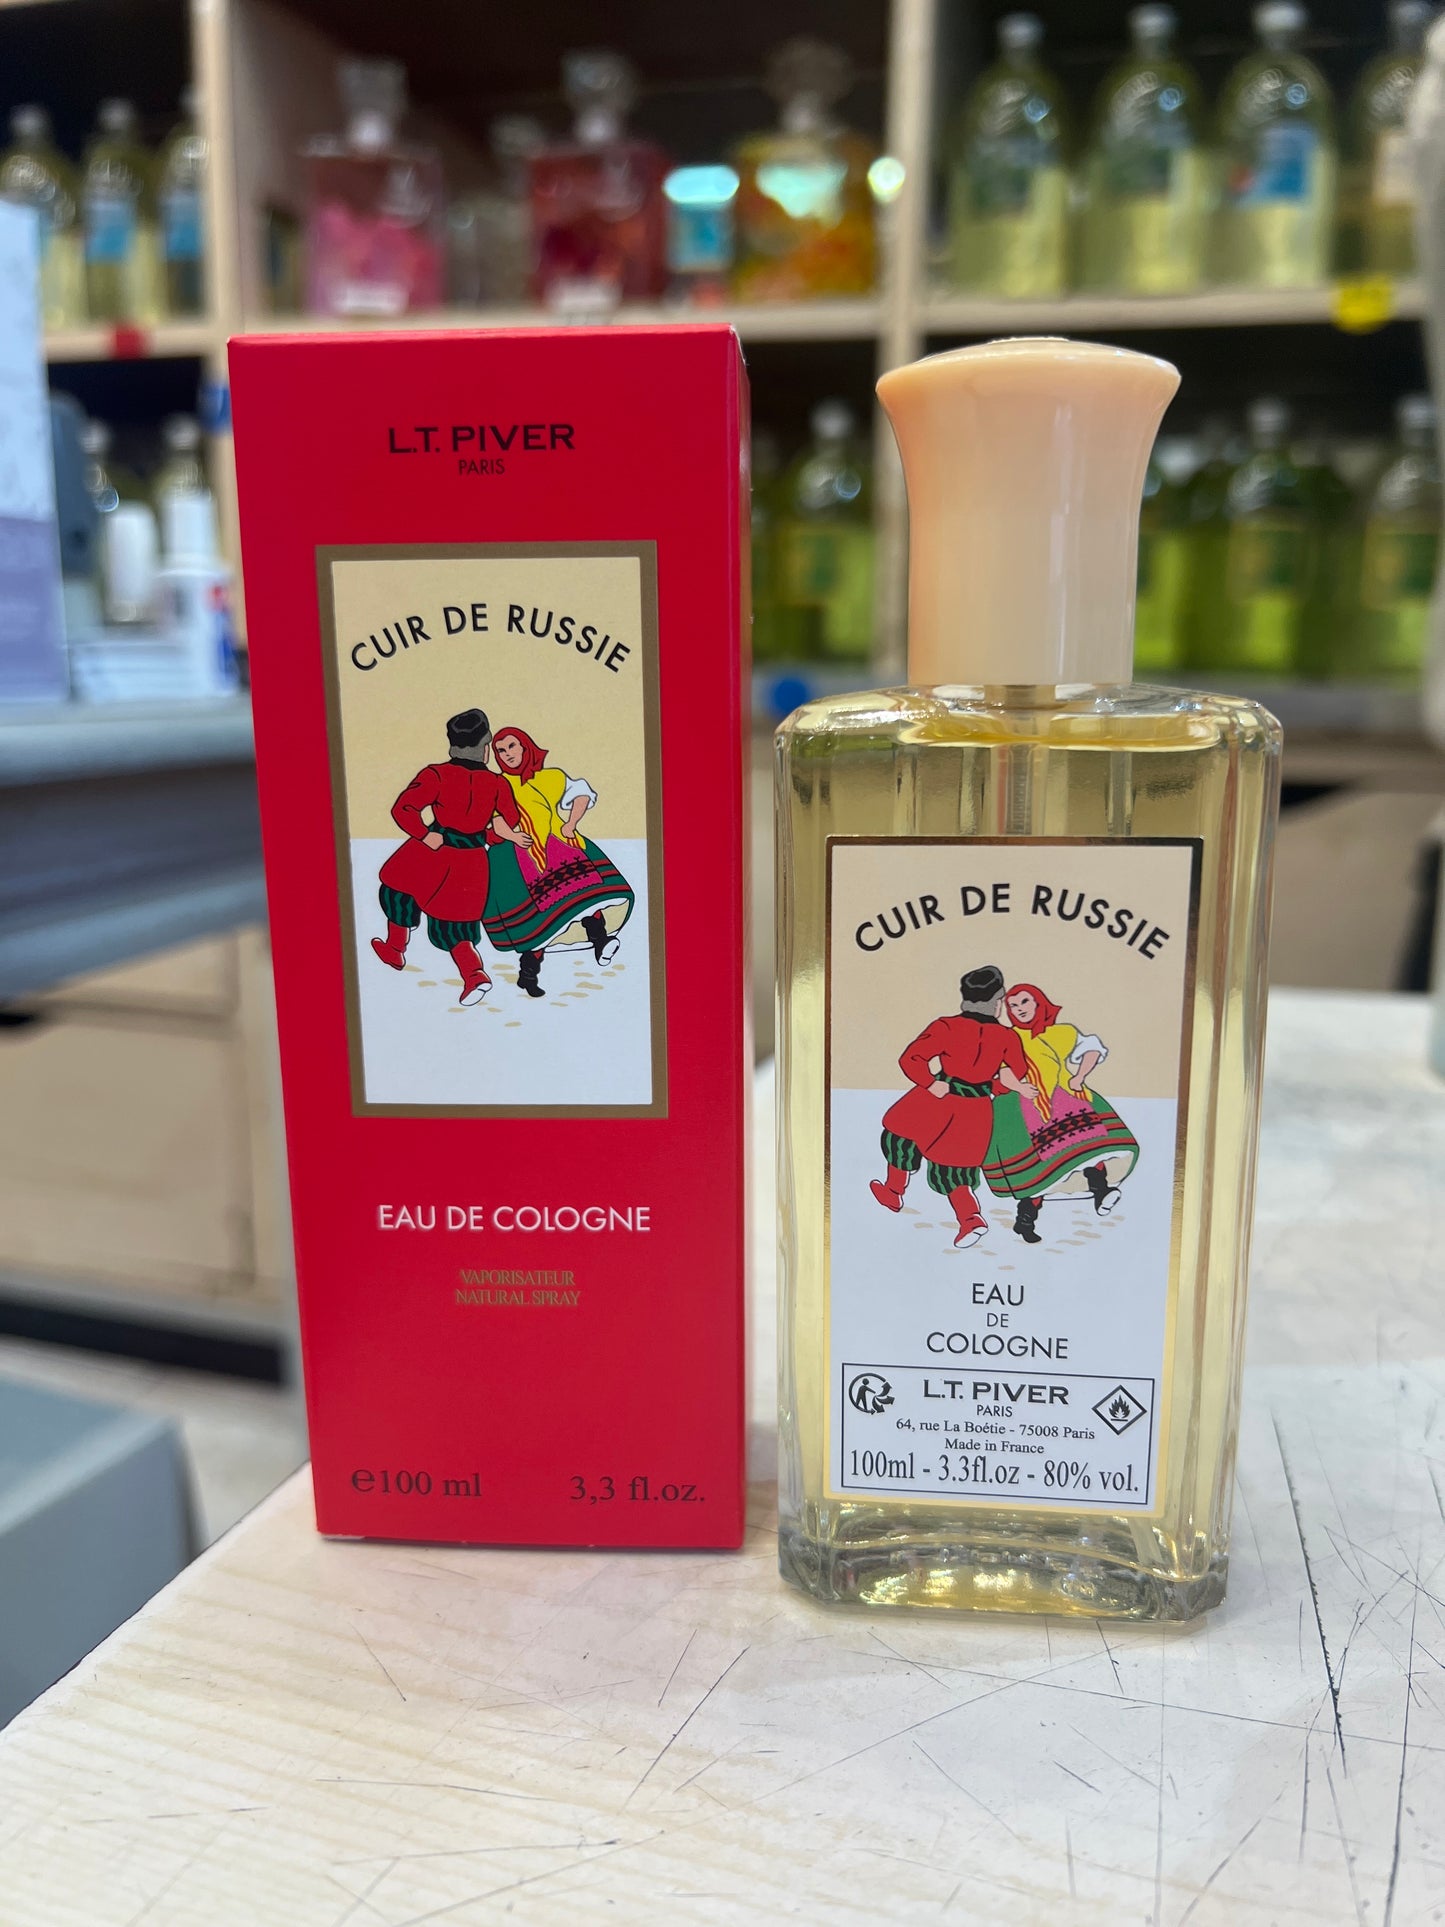 L.T. PIVER
PARIS
CUIR DE RUSSIE
EAU DE COLOGNE
VAPORISATEUR
NATURAL SPRAY
℮100 ml 3,3 fl.oz.
CUIR DE RUSSIE
EAU
DE
COLOGNE
L.T. PIVER
PARIS
64, rue La Boétie - 75008 Paris
Made in France
100ml - 3.3fl.oz - 80% vol.